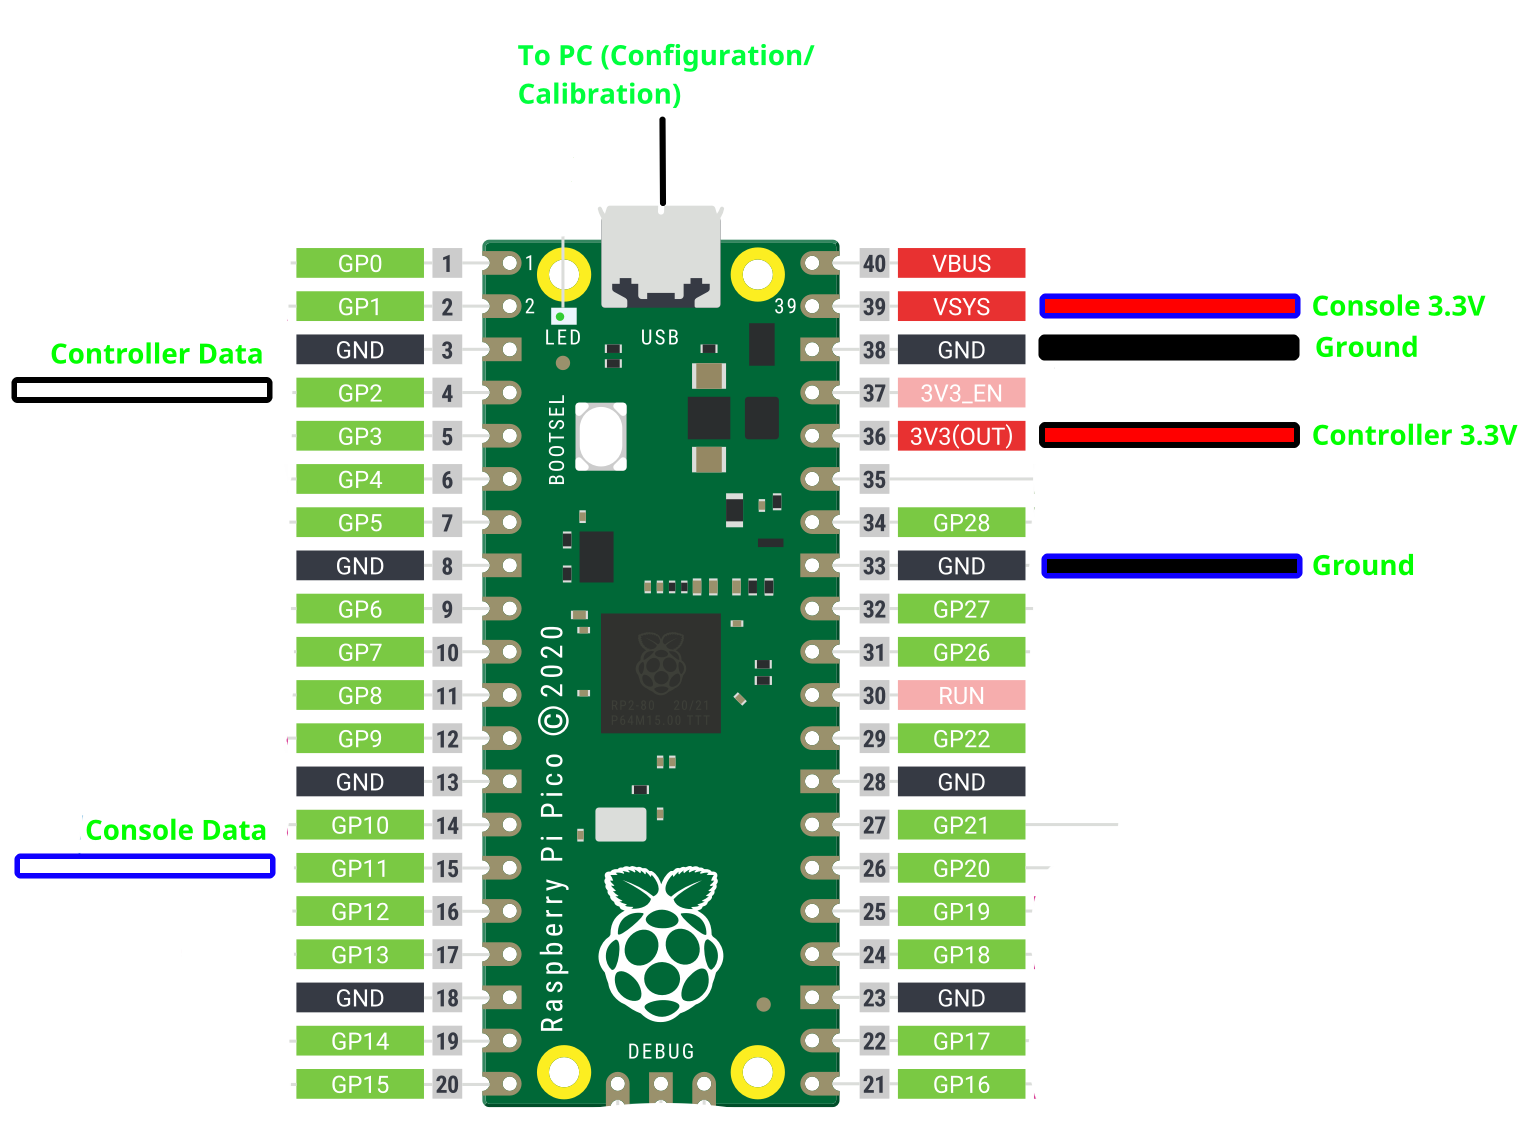 To PC (Configuration/
Calibration)
GP0 1 1 40 VBUS
GP1 2 2 39 39 VSYS Console 3.3V
LED USB
Controller Data GND 3 38 GND Ground
GP2 4 37 3V3_EN
GP3 5 BOOTSEL 36 3V3(OUT) Controller 3.3V
GP4 6 35
GP5 7 34 GP28
GND 8 33 GND Ground
GP6 9 32 GP27
GP7 10 31 GP26
GP8 11 30 RUN
RP2-B0 20/21
P64M15.00 TTT
GP9 12 29 GP22
GND 13 28 GND
Console Data GP10 14 27 GP21
GP11 15 26 GP20
GP12 16 25 GP19
GP13 17 24 GP18
GND 18 23 GND
Raspberry Pi Pico ©2020
GP14 19 22 GP17
DEBUG
GP15 20 21 GP16